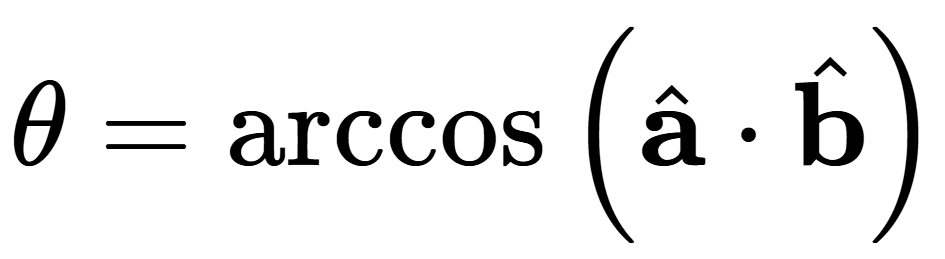 θ = arccos (â · b̂)